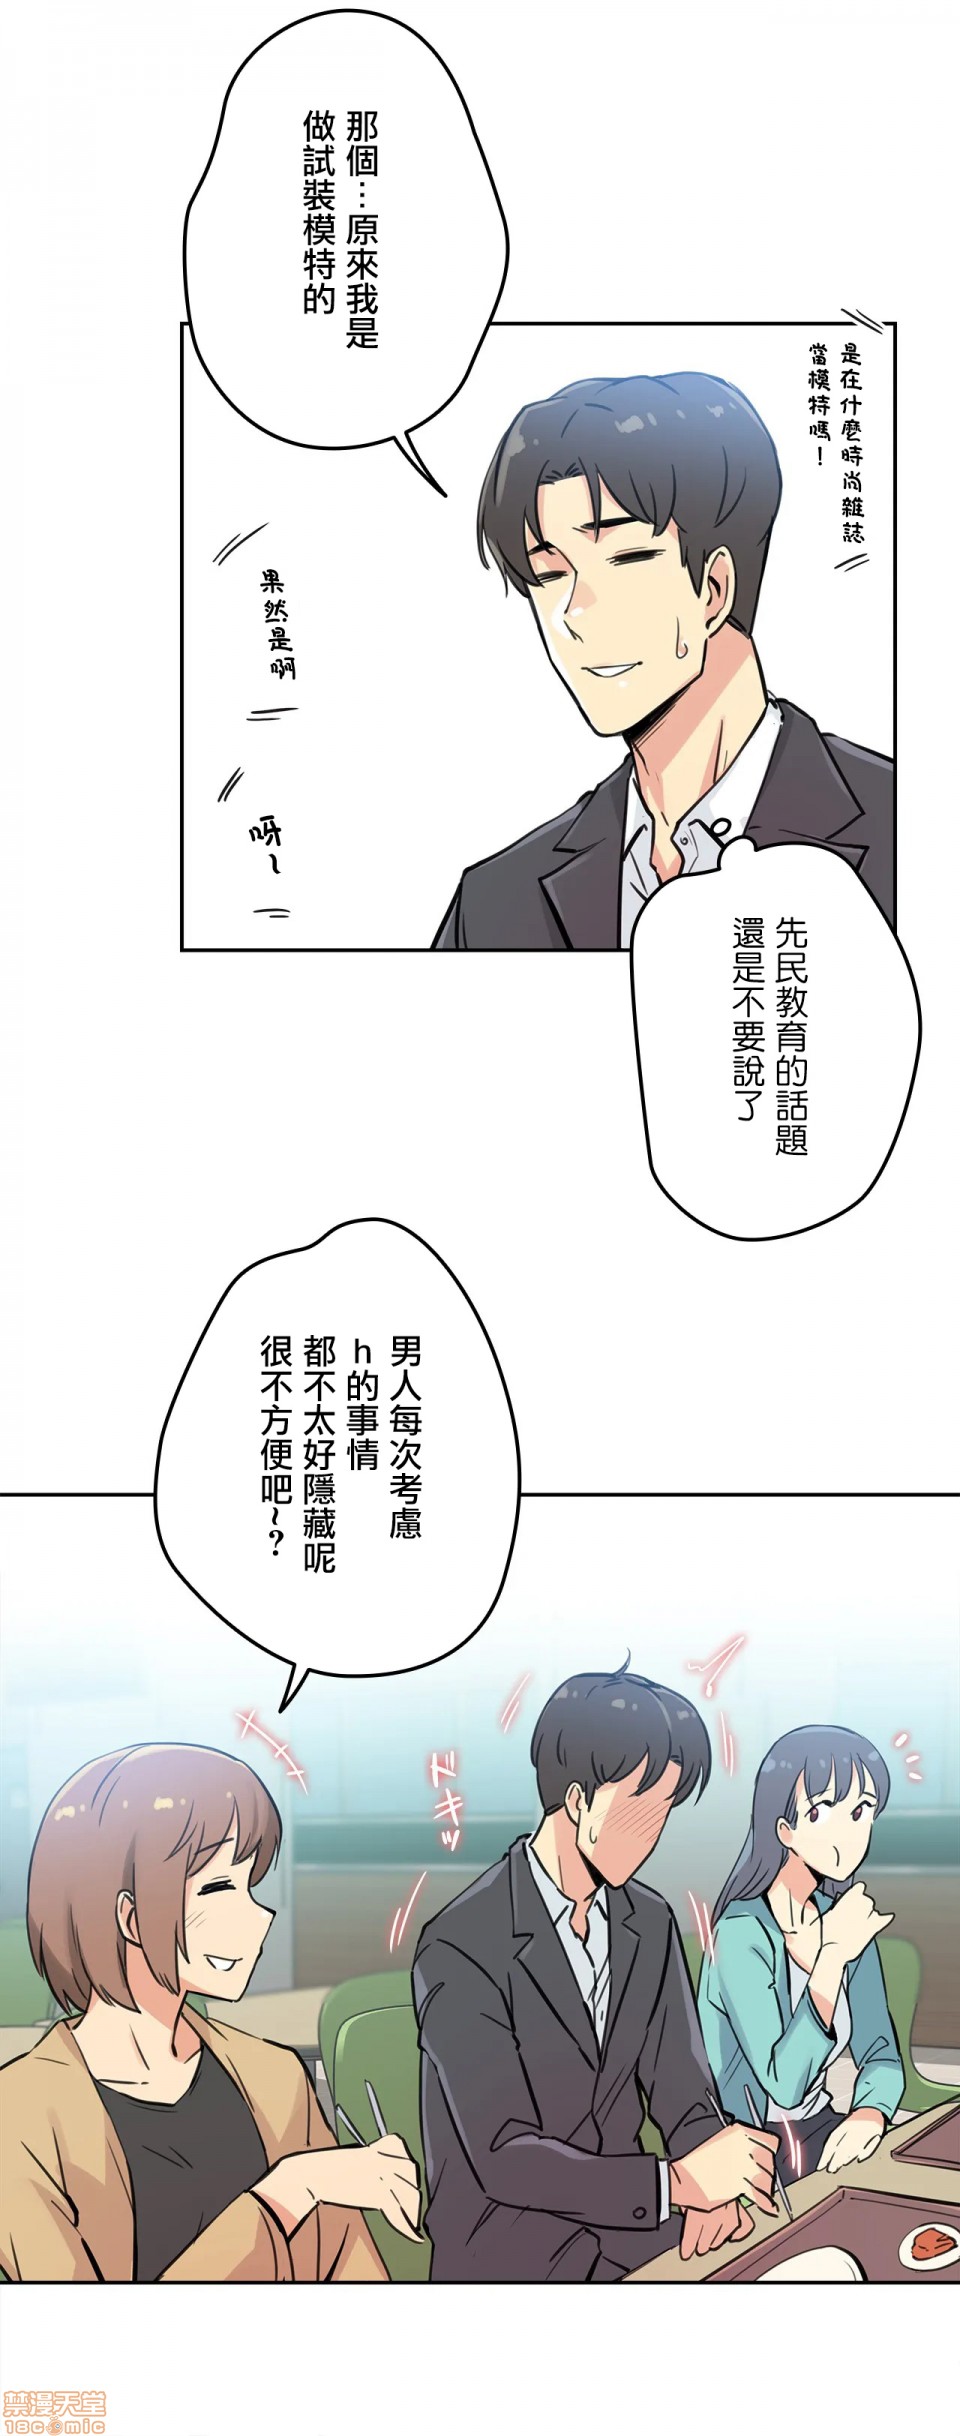 那個…原來我是
做試裝模特的
是在什麼時尚雜誌
當模特嗎！
果然是啊
呀~
先民教育的話題
還是不要說了
男人每次考慮
h的事情
都不太好隱藏呢
很不方便吧~?
ドキッ
禁漫天堂
18comic